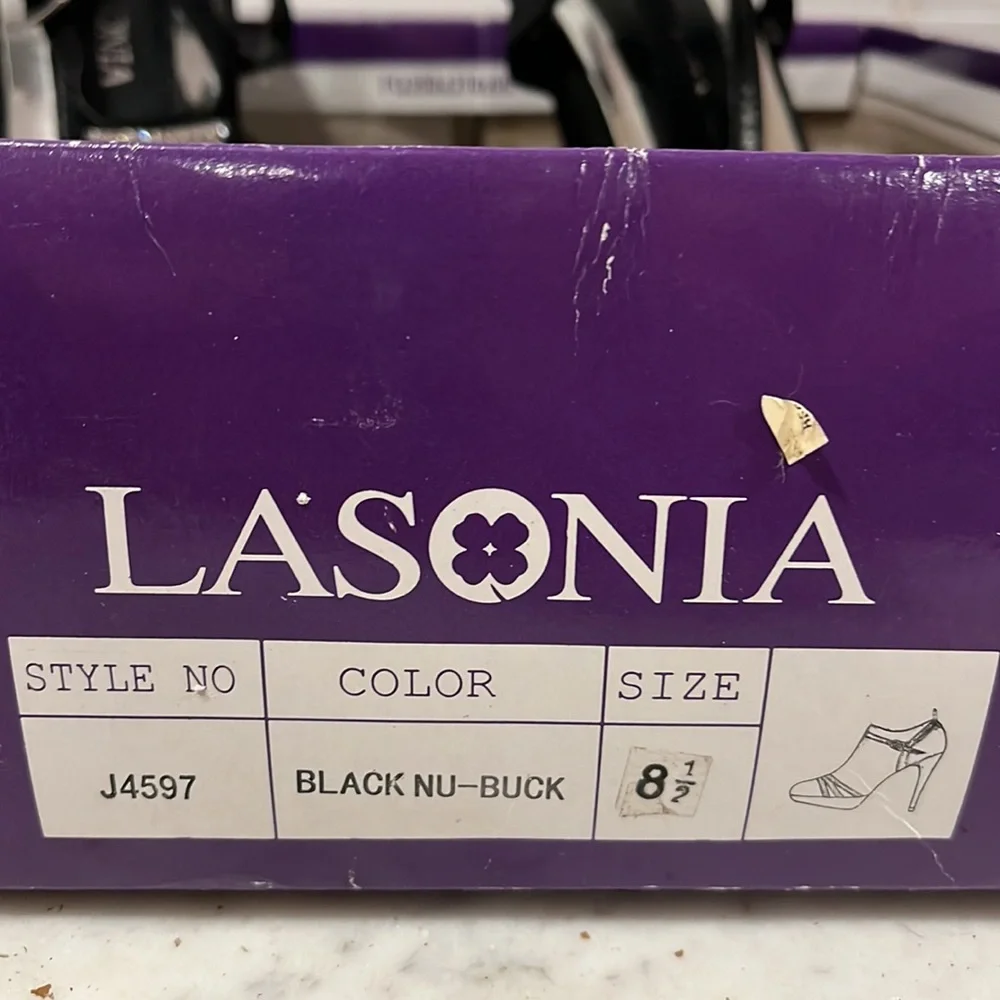 LASONIA
STYLE NO COLOR SIZE
J4597 BLACK NU-BUCK 8 1/2